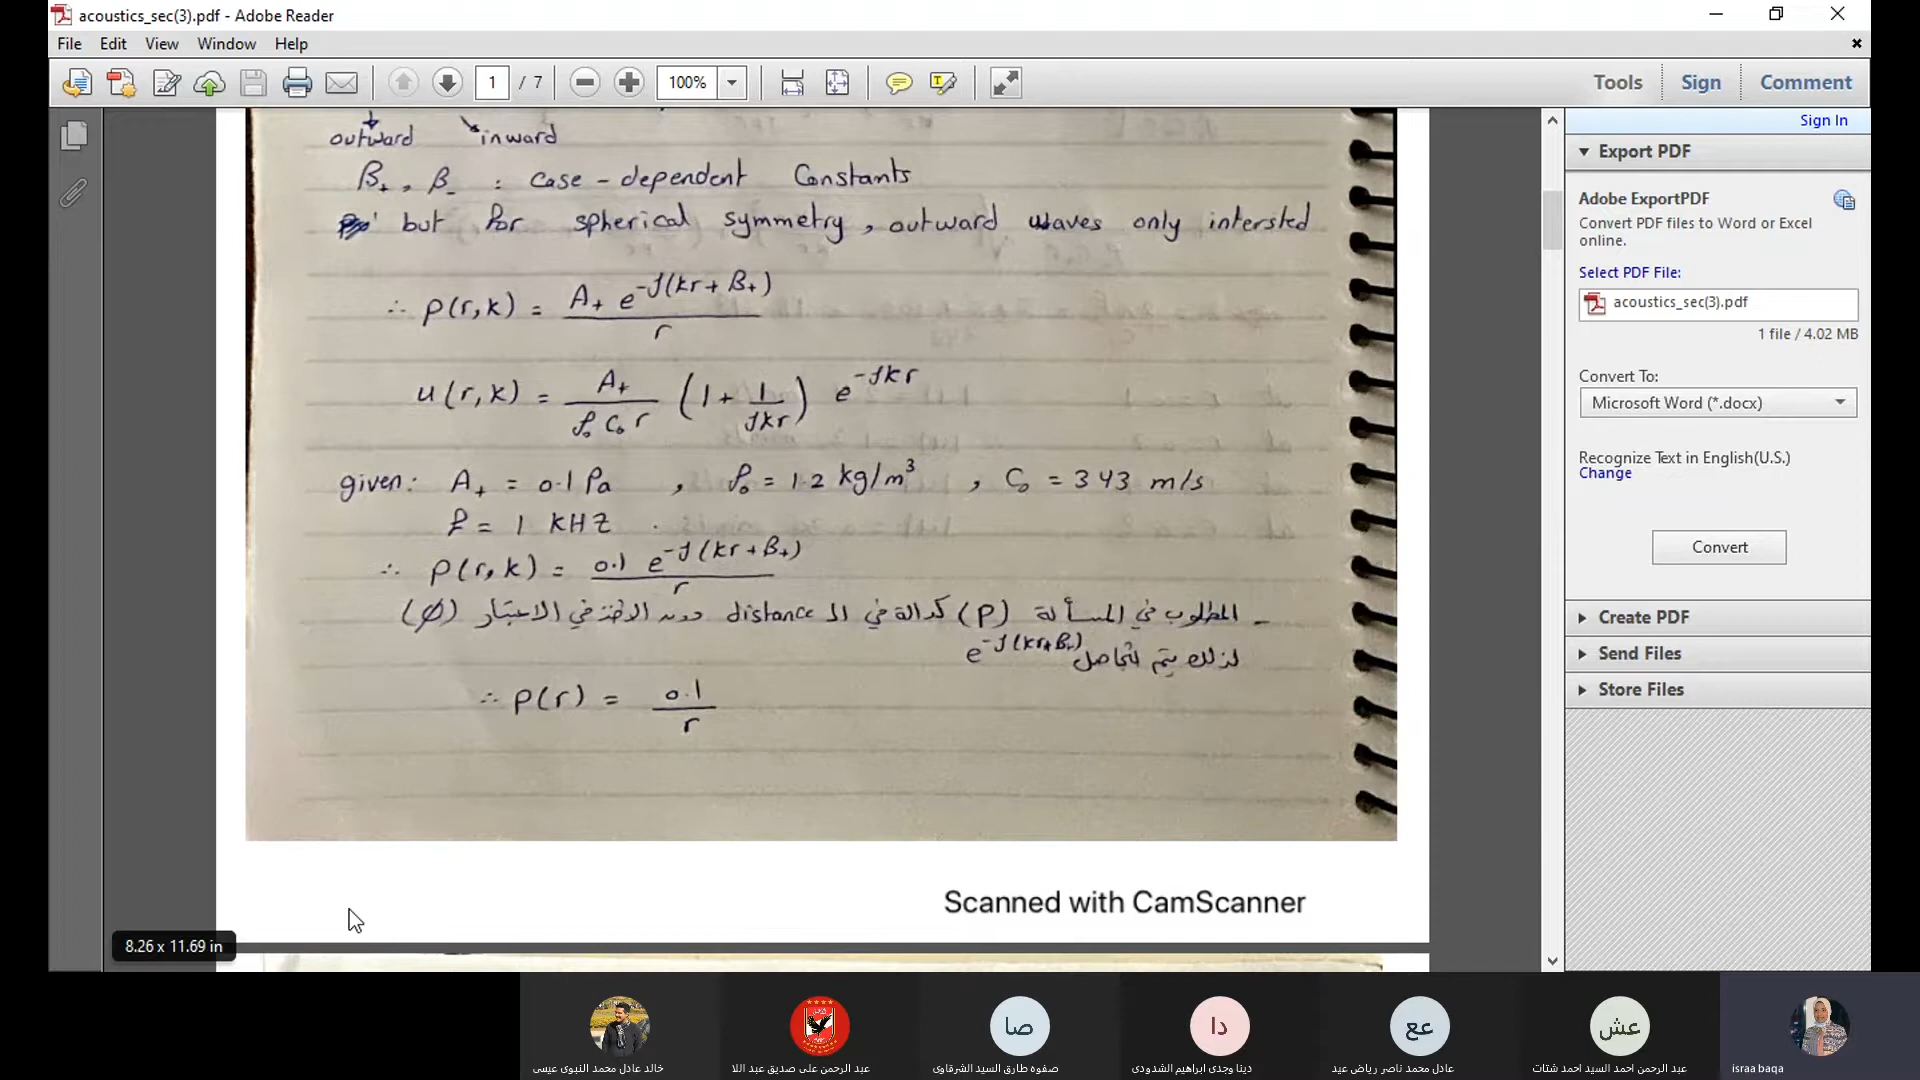 acoustics_sec(3).pdf - Adobe Reader
File Edit View Window Help
1 / 7 100% Tools Sign Comment
outward inward
β₊ , β₋ : case - dependent Constants
but for spherical symmetry , outward waves only intersted
∴ P(r,k) = A₊ e^-J(kr + β₊) / r
u(r,k) = A₊ / ρ₀ C₀ r (1 + 1/Jkr) e^-Jkr
given: A₊ = 0.1 Pa , ρ₀ = 1.2 kg/m³ , C₀ = 343 m/s
f = 1 KHZ .
∴ P(r,k) = 0.1 e^-J(kr + β₊) / r
- المطلوب في المسألة (P) كدالة في الـ distance دون الاخذ في الاعتبار (Ø)
لذلك يتم تجاهل e^-J(kr+β₊)
∴ P(r) = 0.1 / r
Scanned with CamScanner
8.26 x 11.69 in
Sign In
Export PDF
Adobe ExportPDF
Convert PDF files to Word or Excel
online.
Select PDF File:
acoustics_sec(3).pdf
1 file / 4.02 MB
Convert To:
Microsoft Word (*.docx)
Recognize Text in English(U.S.)
Change
Convert
Create PDF
Send Files
Store Files
صا دا عع عش
خالد عادل محمد النبوى عيسى عبد الرحمن على صديق عبد اللا صفوه طارق السيد الشرقاوى دينا وجدى ابراهيم الشدودى عادل محمد ناصر رياض عيد عبد الرحمن احمد السيد احمد شتات israa baqa